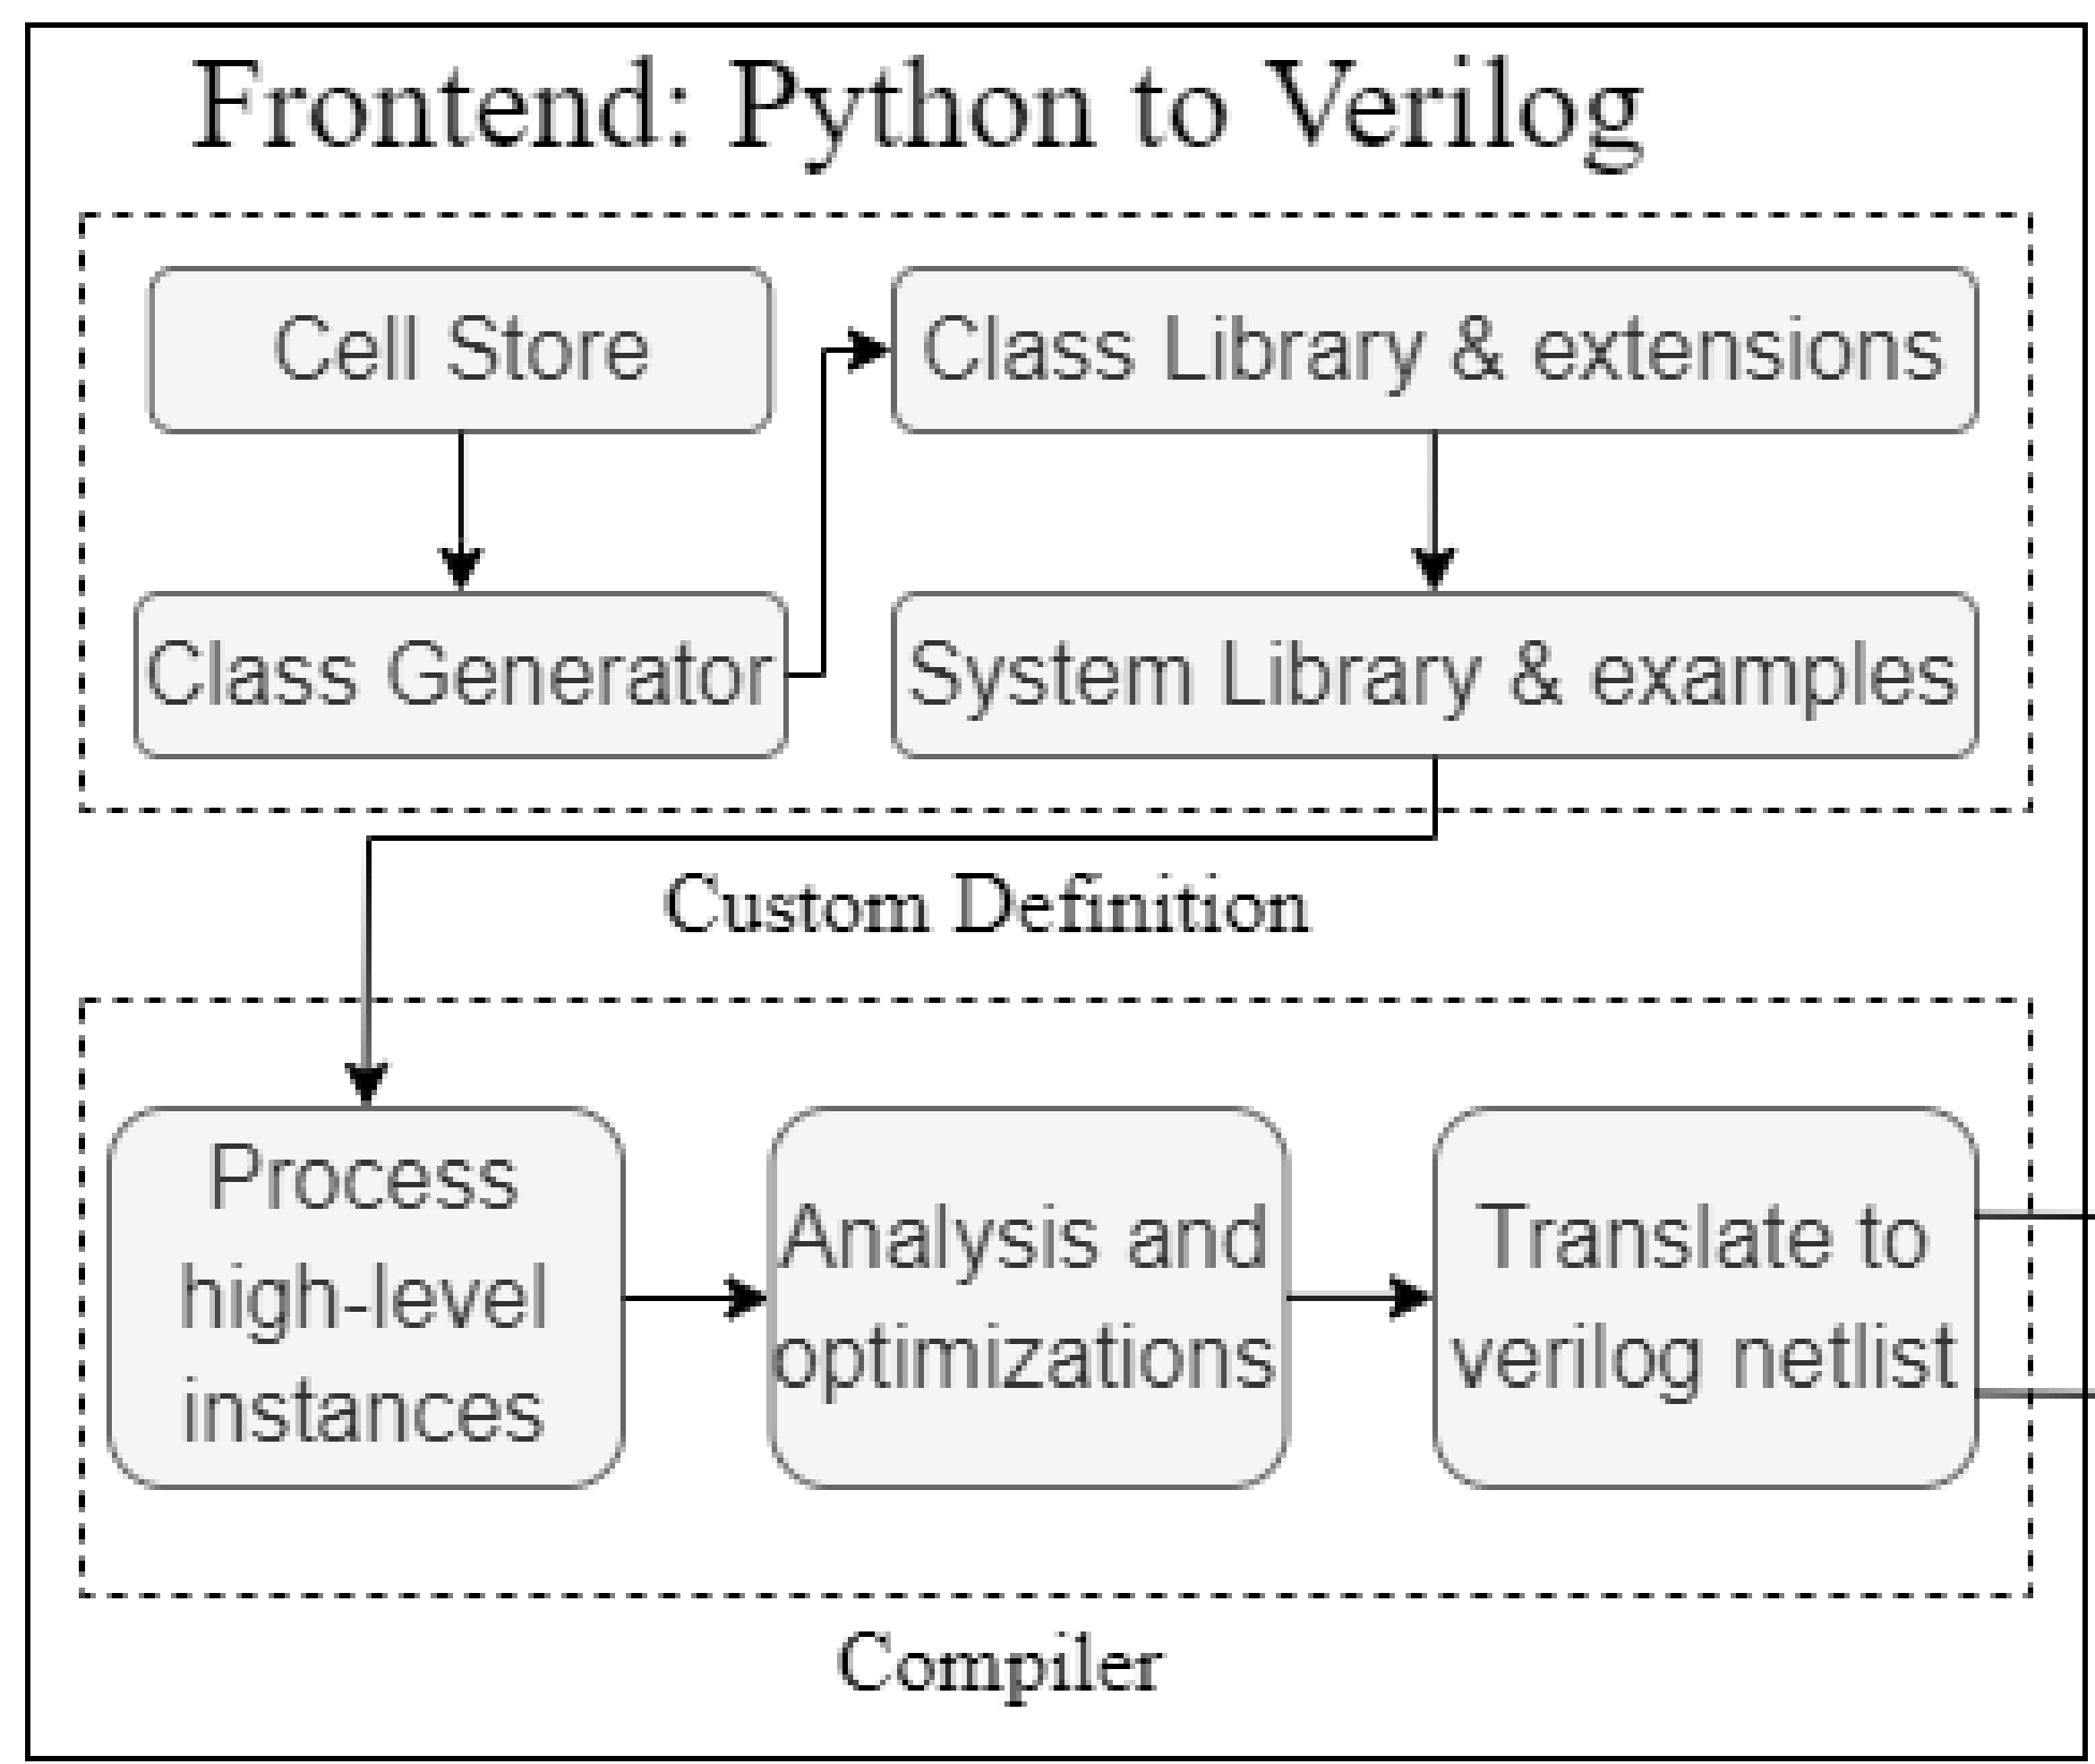 Frontend: Python to Verilog
Cell Store
Class Library & extensions
Class Generator
System Library & examples
Custom Definition
Process
high-level
instances
Analysis and
optimizations
Translate to
verilog netlist
Compiler